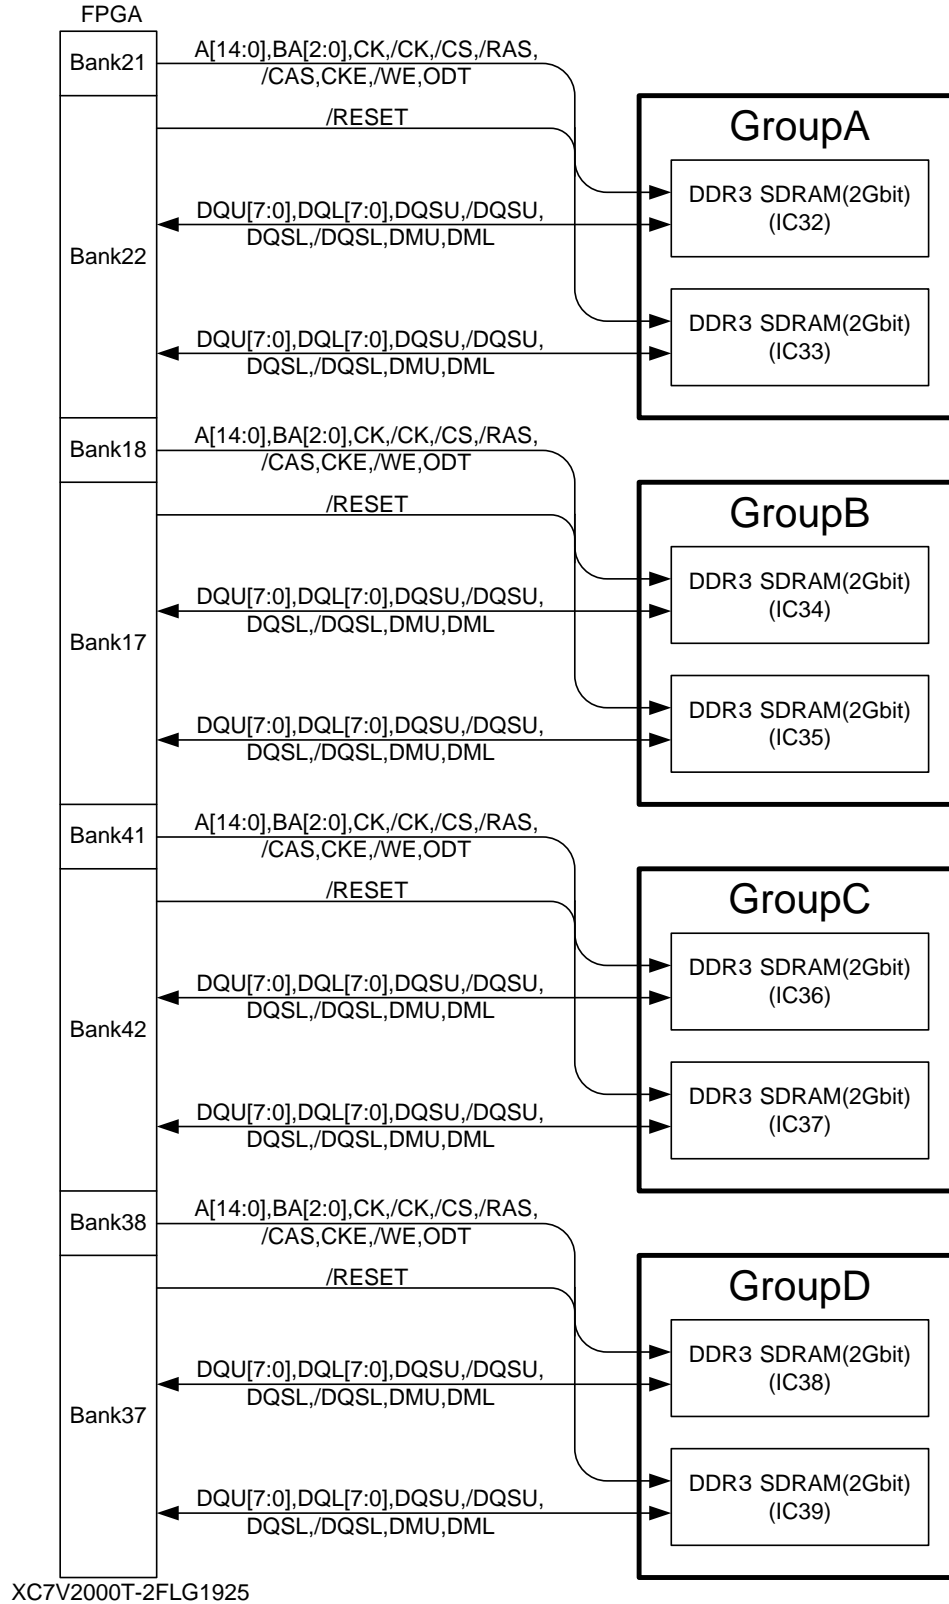 FPGA
Bank21
A[14:0],BA[2:0],CK,/CK,/CS,/RAS,
/CAS,CKE,/WE,ODT
/RESET
GroupA
DDR3 SDRAM(2Gbit)
(IC32)
DQU[7:0],DQL[7:0],DQSU,/DQSU,
DQSL,/DQSL,DMU,DML
Bank22
DDR3 SDRAM(2Gbit)
(IC33)
DQU[7:0],DQL[7:0],DQSU,/DQSU,
DQSL,/DQSL,DMU,DML
Bank18
A[14:0],BA[2:0],CK,/CK,/CS,/RAS,
/CAS,CKE,/WE,ODT
/RESET
GroupB
DDR3 SDRAM(2Gbit)
(IC34)
DQU[7:0],DQL[7:0],DQSU,/DQSU,
DQSL,/DQSL,DMU,DML
Bank17
DDR3 SDRAM(2Gbit)
(IC35)
DQU[7:0],DQL[7:0],DQSU,/DQSU,
DQSL,/DQSL,DMU,DML
Bank41
A[14:0],BA[2:0],CK,/CK,/CS,/RAS,
/CAS,CKE,/WE,ODT
/RESET
GroupC
DDR3 SDRAM(2Gbit)
(IC36)
DQU[7:0],DQL[7:0],DQSU,/DQSU,
DQSL,/DQSL,DMU,DML
Bank42
DDR3 SDRAM(2Gbit)
(IC37)
DQU[7:0],DQL[7:0],DQSU,/DQSU,
DQSL,/DQSL,DMU,DML
Bank38
A[14:0],BA[2:0],CK,/CK,/CS,/RAS,
/CAS,CKE,/WE,ODT
/RESET
GroupD
DDR3 SDRAM(2Gbit)
(IC38)
DQU[7:0],DQL[7:0],DQSU,/DQSU,
DQSL,/DQSL,DMU,DML
Bank37
DDR3 SDRAM(2Gbit)
(IC39)
DQU[7:0],DQL[7:0],DQSU,/DQSU,
DQSL,/DQSL,DMU,DML
XC7V2000T-2FLG1925